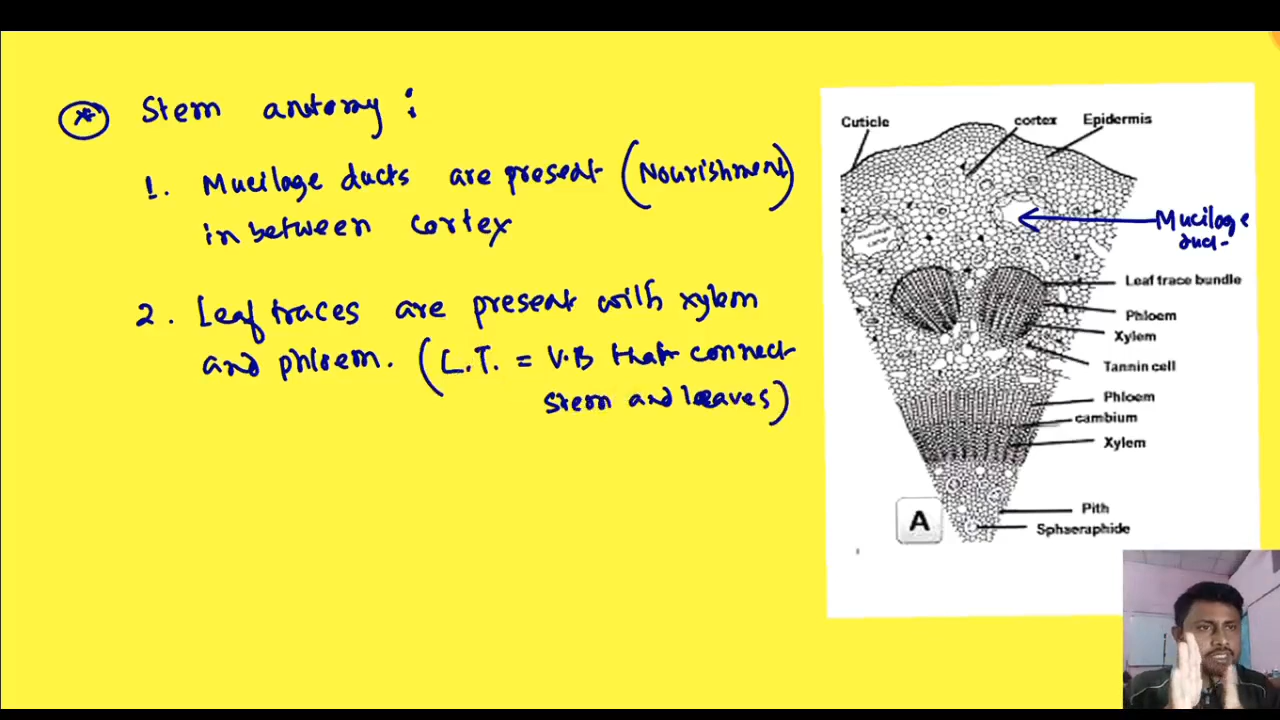 * Stem anatomy :
1. Mucilage ducts are present (Nourishment)
in between cortex
2. Leaf traces are present with xylem
and phloem. (L.T. = V.B that connect
stem and leaves)
Cuticle
cortex
Epidermis
Mucilage
duct
Leaf trace bundle
Phloem
Xylem
Tannin cell
Phloem
cambium
Xylem
Pith
Sphaeraphide
A